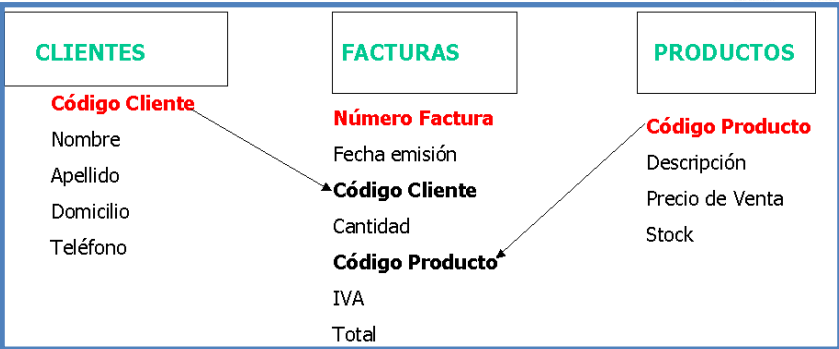 CLIENTES
Código Cliente
Nombre
Apellido
Domicilio
Teléfono
FACTURAS
Número Factura
Fecha emisión
Código Cliente
Cantidad
Código Producto
IVA
Total
PRODUCTOS
Código Producto
Descripción
Precio de Venta
Stock